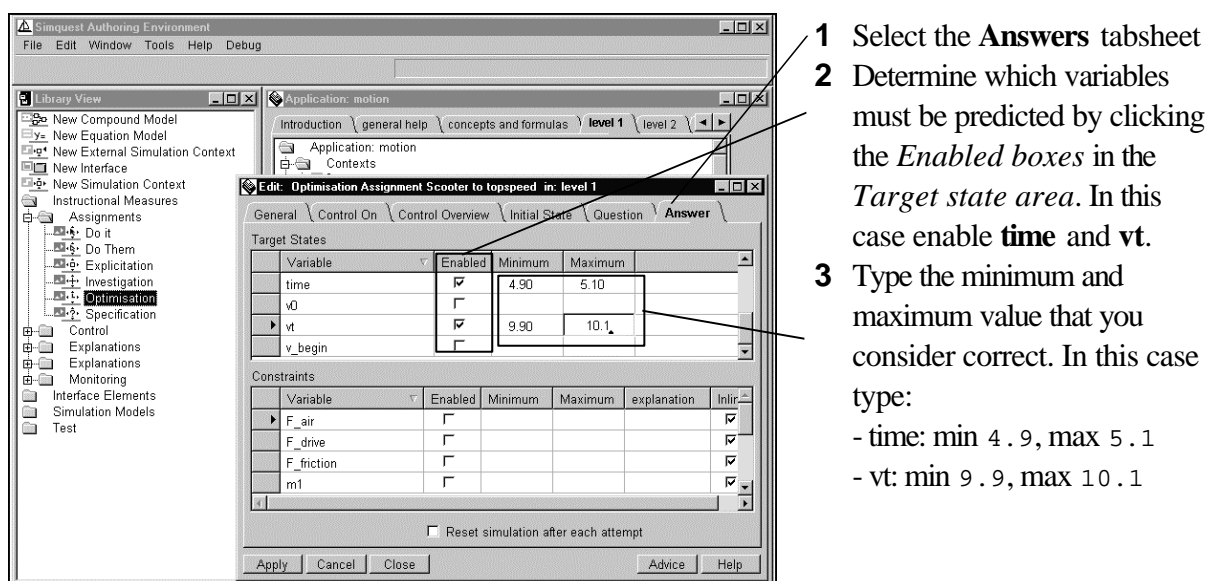 Simquest Authoring Environment
File Edit Window Tools Help Debug
Library View
New Compound Model
New Equation Model
New External Simulation Context
New Interface
New Simulation Context
Instructional Measures
Assignments
Do it
Do Them
Explicitation
Investigation
Optimisation
Specification
Control
Explanations
Explanations
Monitoring
Interface Elements
Simulation Models
Test
Application: motion
Introduction general help concepts and formulas level 1 level 2
Application: motion
Contexts
Edit: Optimisation Assignment Scooter to topspeed in: level 1
General Control On Control Overview Initial State Question Answer
Target States
Variable Enabled Minimum Maximum
time 4.90 5.10
v0
vt 9.90 10.1
v_begin
Constraints
Variable Enabled Minimum Maximum explanation Inlin
F_air
F_drive
F_friction
m1
Reset simulation after each attempt
Apply Cancel Close Advice Help
1 Select the Answers tabsheet
2 Determine which variables
must be predicted by clicking
the Enabled boxes in the
Target state area. In this
case enable time and vt.
3 Type the minimum and
maximum value that you
consider correct. In this case
type:
- time: min 4.9, max 5.1
- vt: min 9.9, max 10.1